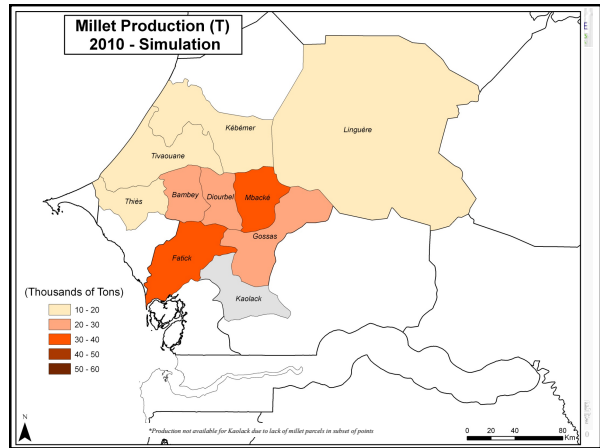 Millet Production (T)
2010 - Simulation
Kébémer
Linguère
Tivaouane
Thiès
Bambey
Diourbel
Mbacké
Gossas
Fatick
Kaolack
(Thousands of Tons)
10 - 20
20 - 30
30 - 40
40 - 50
50 - 60
N
*Production not available for Kaolack due to lack of millet parcels in subset of points
0 20 40 80
Km